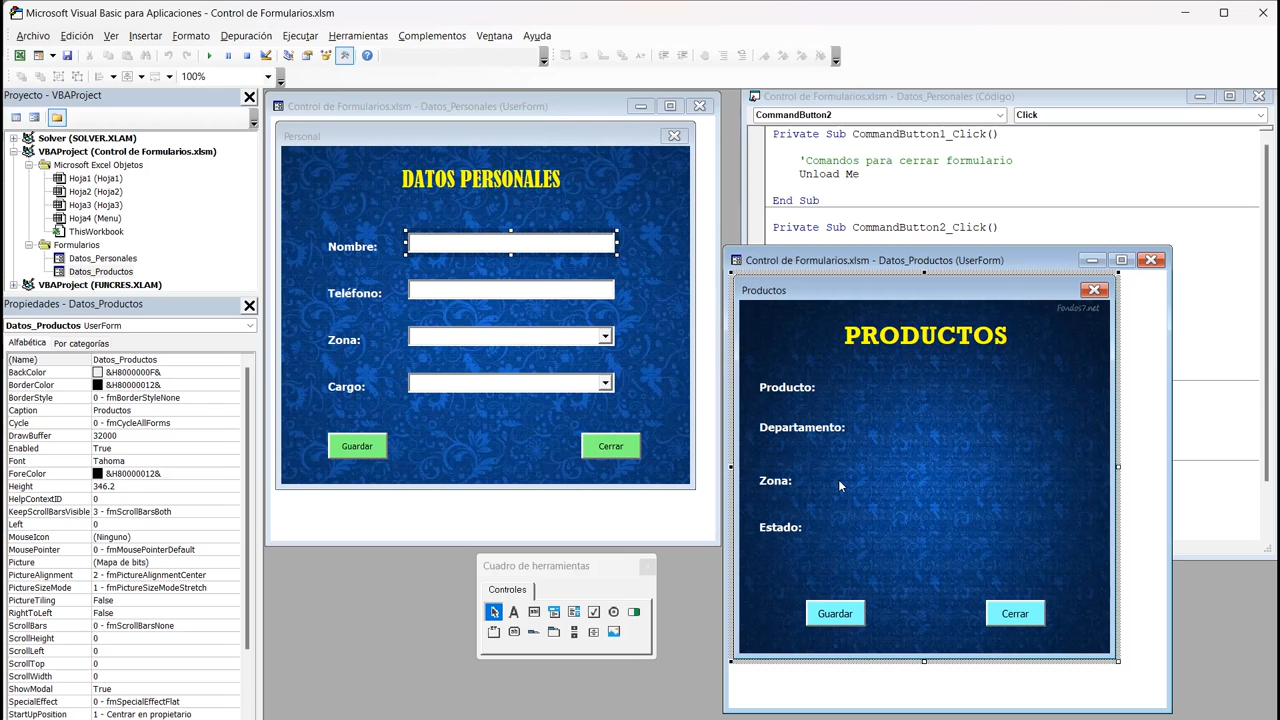 Microsoft Visual Basic para Aplicaciones - Control de Formularios.xlsm
Archivo Edición Ver Insertar Formato Depuración Ejecutar Herramientas Complementos Ventana Ayuda
100%
Proyecto - VBAProject
Solver (SOLVER.XLAM)
VBAProject (Control de Formularios.xlsm)
Microsoft Excel Objetos
Hoja1 (Hoja1)
Hoja2 (Hoja2)
Hoja3 (Hoja3)
Hoja4 (Menu)
ThisWorkbook
Formularios
Datos_Personales
Datos_Productos
VBAProject (FUNCRES.XLAM)
Propiedades - Datos_Productos
Datos_Productos UserForm
Alfabética Por categorías
(Name) Datos_Productos
BackColor &H8000000F&
BorderColor &H80000012&
BorderStyle 0 - fmBorderStyleNone
Caption Productos
Cycle 0 - fmCycleAllForms
DrawBuffer 32000
Enabled True
Font Tahoma
ForeColor &H80000012&
Height 346.2
HelpContextID 0
KeepScrollBarsVisible 3 - fmScrollBarsBoth
Left 0
MouseIcon (Ninguno)
MousePointer 0 - fmMousePointerDefault
Picture (Mapa de bits)
PictureAlignment 2 - fmPictureAlignmentCenter
PictureSizeMode 1 - fmPictureSizeModeStretch
PictureTiling False
RightToLeft False
ScrollBars 0 - fmScrollBarsNone
ScrollHeight 0
ScrollLeft 0
ScrollTop 0
ScrollWidth 0
ShowModal True
SpecialEffect 0 - fmSpecialEffectFlat
StartUpPosition 1 - Centrar en propietario
Control de Formularios.xlsm - Datos_Personales (UserForm)
Personal
DATOS PERSONALES
Nombre:
Teléfono:
Zona:
Cargo:
Guardar Cerrar
Cuadro de herramientas
Controles
Control de Formularios.xlsm - Datos_Personales (Código)
CommandButton2 Click
Private Sub CommandButton1_Click()
'Comandos para cerrar formulario
Unload Me
End Sub
Private Sub CommandButton2_Click()
Control de Formularios.xlsm - Datos_Productos (UserForm)
Productos
Fondos7.net
PRODUCTOS
Producto:
Departamento:
Zona:
Estado:
Guardar Cerrar